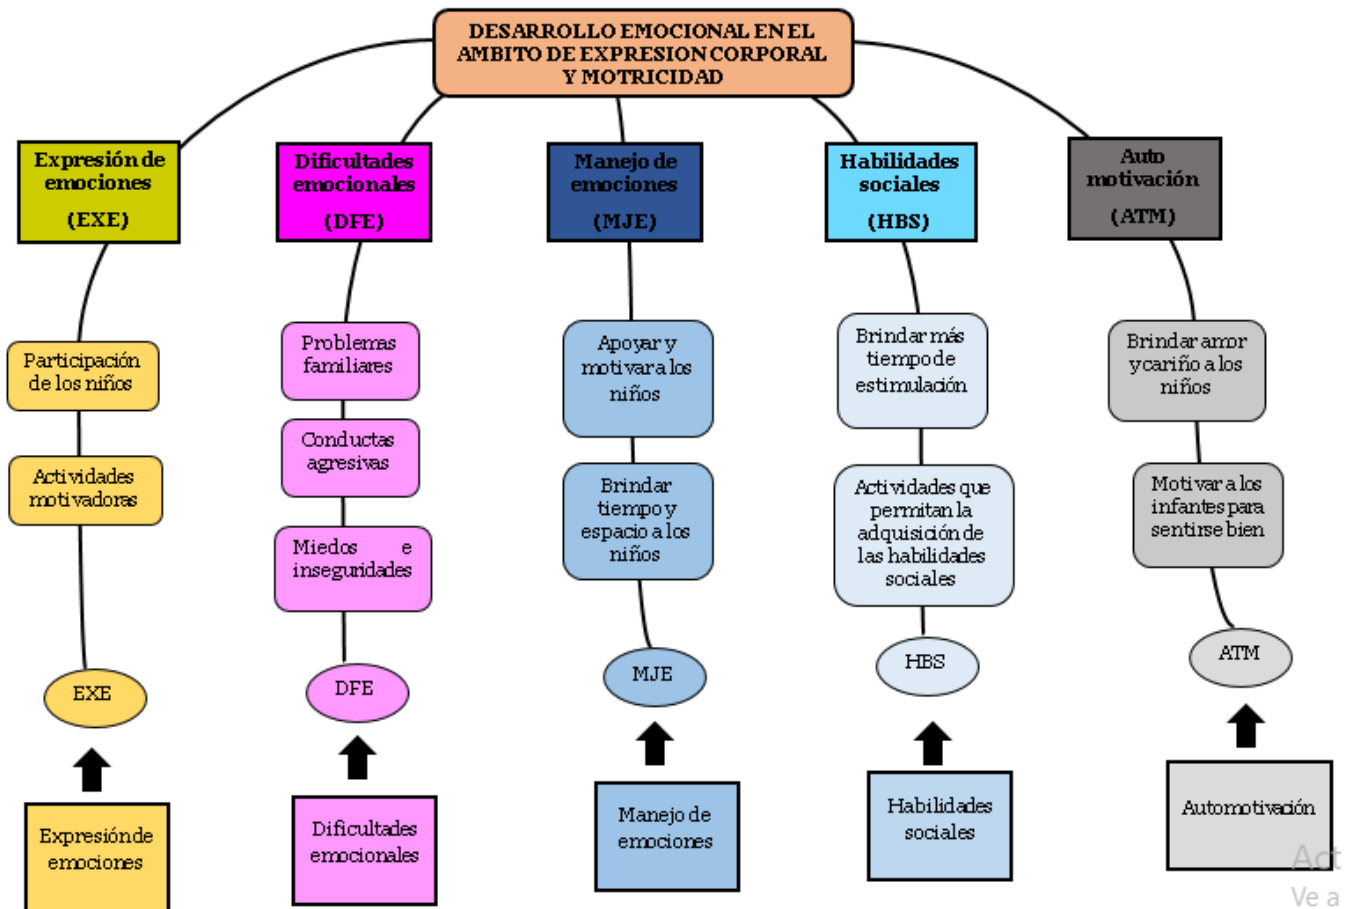 DESARROLLO EMOCIONAL EN EL
AMBITO DE EXPRESION CORPORAL
Y MOTRICIDAD
Expresión de
emociones
(EXE)
Dificultades
emocionales
(DFE)
Manejo de
emociones
(MJE)
Habilidades
sociales
(HBS)
Auto
motivación
(ATM)
Participación
de los niños
Actividades
motivadoras
EXE
Expresión de
emociones
Problemas
familiares
Conductas
agresivas
Miedos e
inseguridades
DFE
Dificultades
emocionales
Apoyar y
motivar a los
niños
Brindar
tiempo y
espacio a los
niños
MJE
Manejo de
emociones
Brindar más
tiempo de
estimulación
Actividades que
permitan la
adquisición de
las habilidades
sociales
HBS
Habilidades
sociales
Brindar amor
y cariño a los
niños
Motivar a los
infantes para
sentirse bien
ATM
Automotivación
Act
Ve a